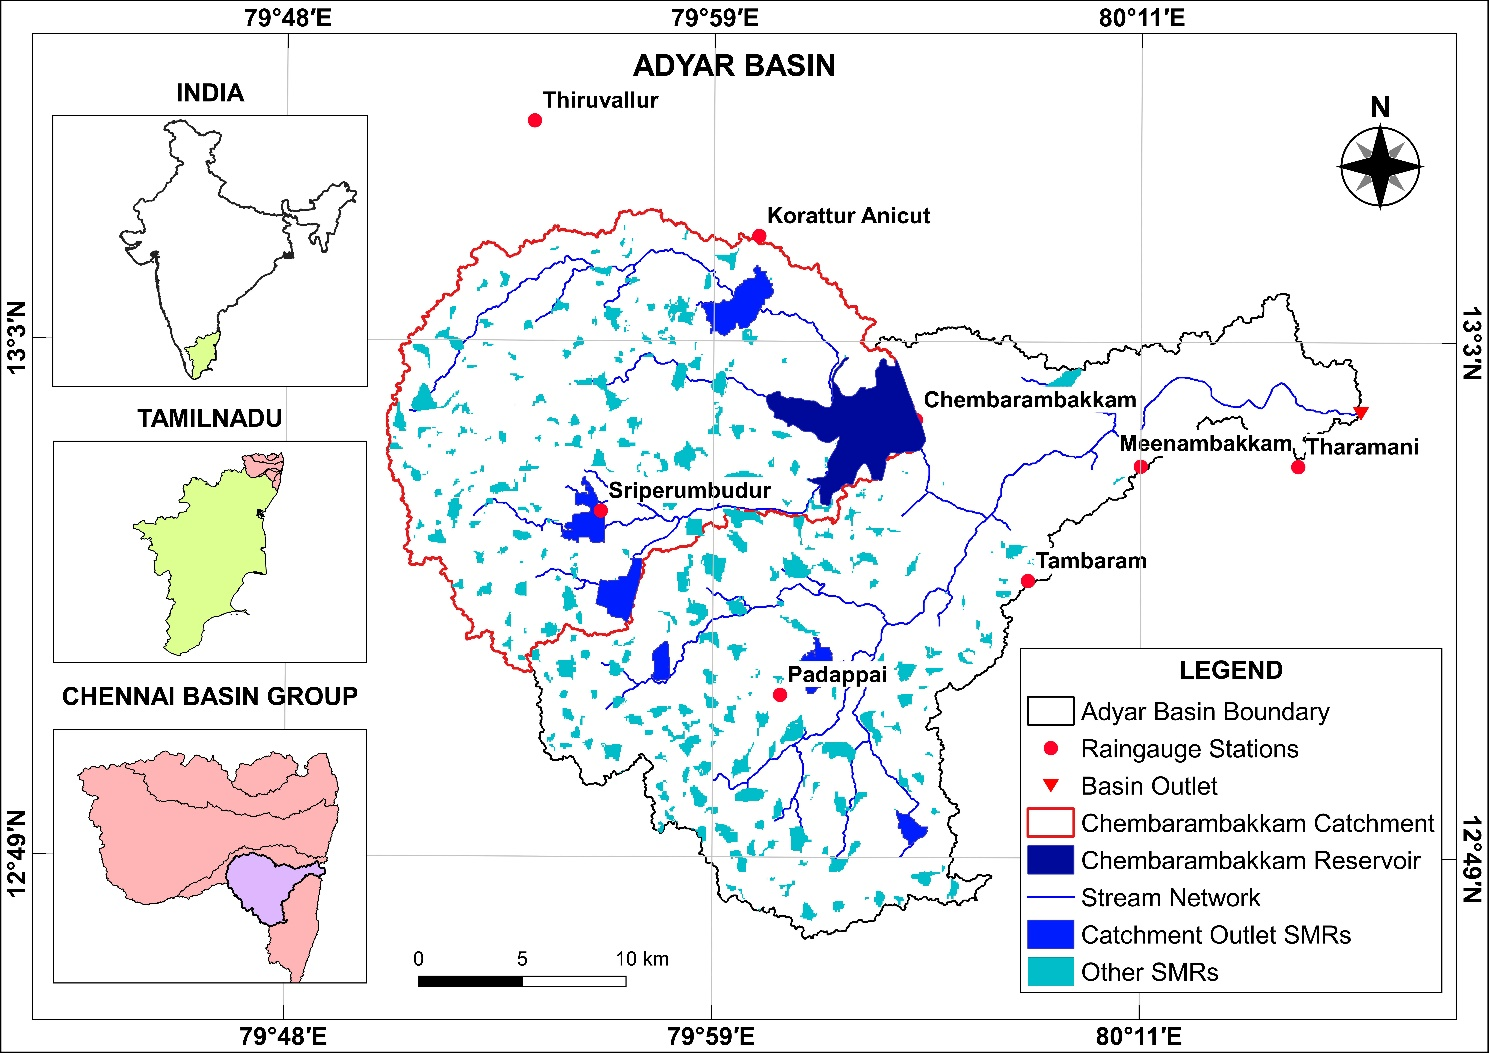 79°48'E
79°59'E
80°11'E
ADYAR BASIN
INDIA
Thiruvallur
N
Korattur Anicut
13°3'N
13°3'N
Chembarambakkam
TAMILNADU
Meenambakkam
Tharamani
Sriperumbudur
Tambaram
Padappai
CHENNAI BASIN GROUP
LEGEND
Adyar Basin Boundary
Raingauge Stations
Basin Outlet
Chembarambakkam Catchment
Chembarambakkam Reservoir
Stream Network
Catchment Outlet SMRs
Other SMRs
12°49'N
12°49'N
0 5 10 km
79°48'E
79°59'E
80°11'E